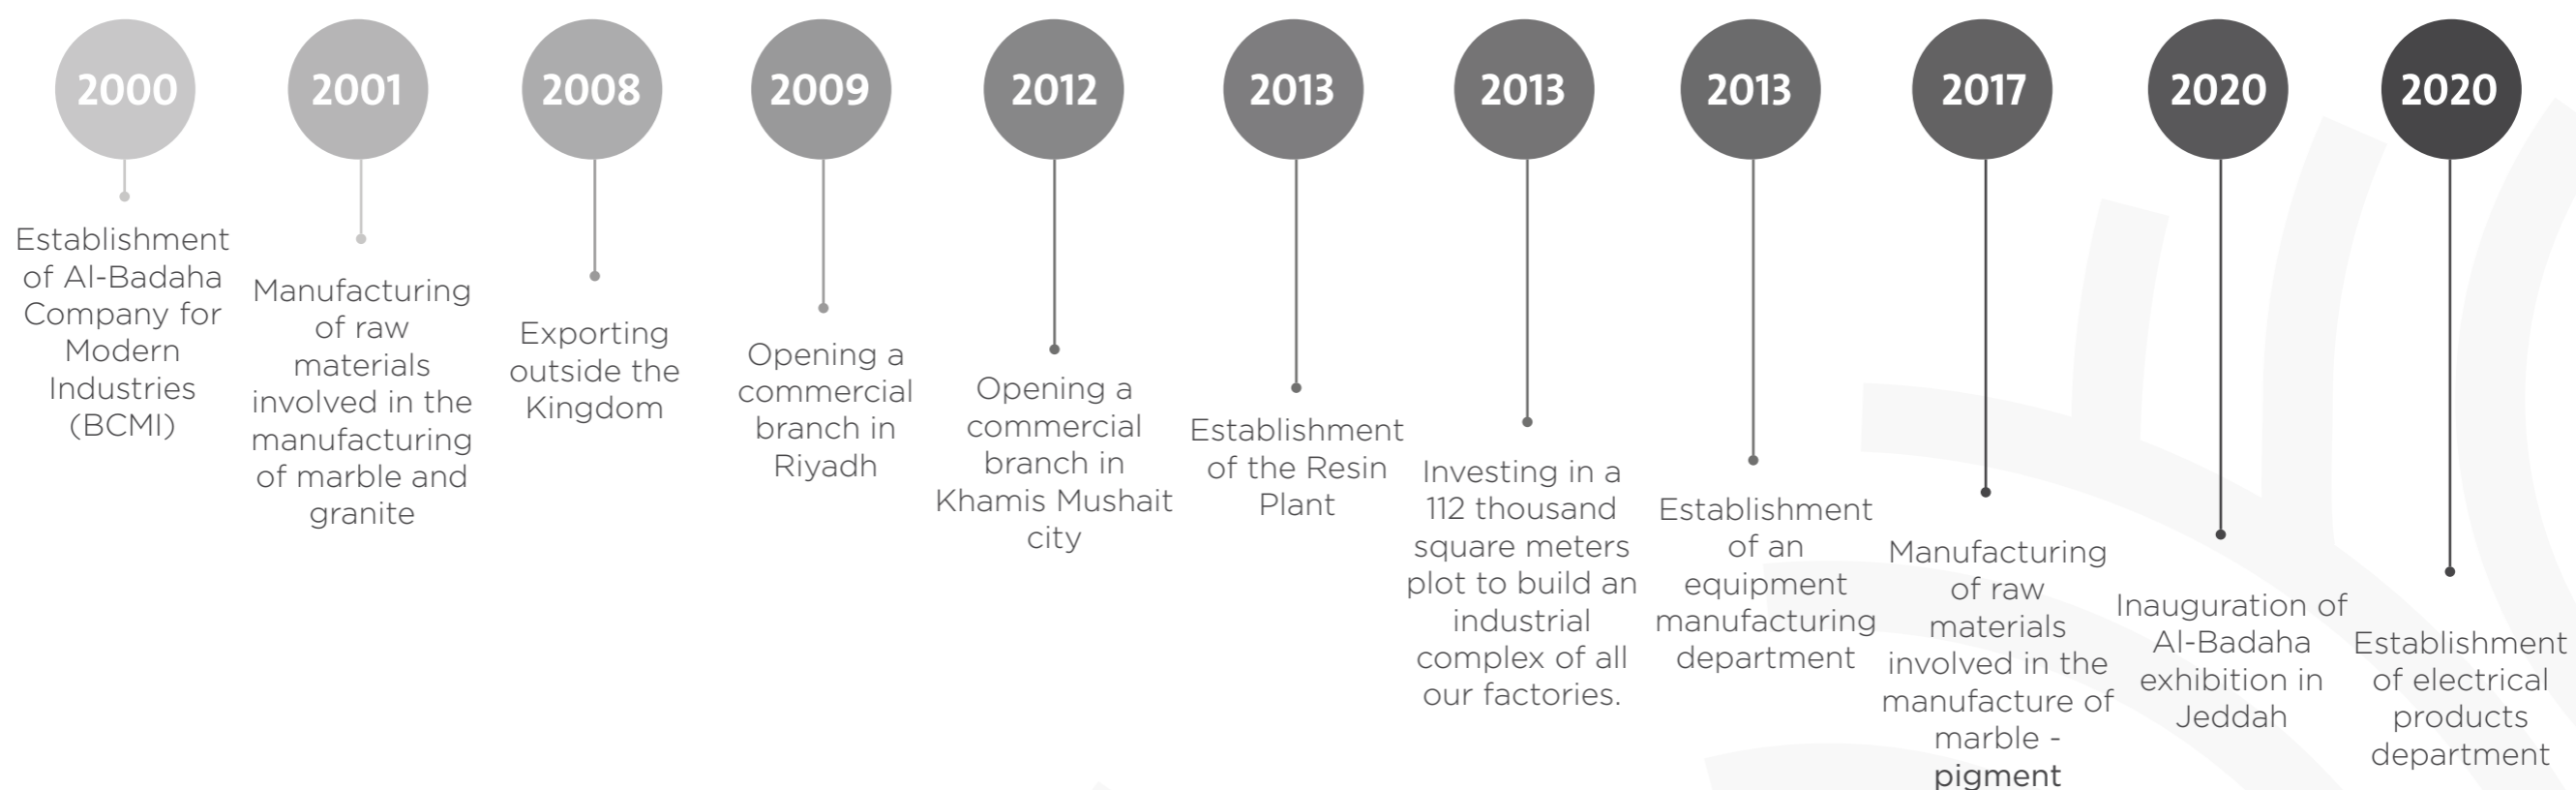 2000
Establishment
of Al-Badaha
Company for
Modern
Industries
(BCMI)
2001
Manufacturing
of raw
materials
involved in the
manufacturing
of marble and
granite
2008
Exporting
outside the
Kingdom
2009
Opening a
commercial
branch in
Riyadh
2012
Opening a
commercial
branch in
Khamis Mushait
city
2013
Establishment
of the Resin
Plant
2013
Investing in a
112 thousand
square meters
plot to build an
industrial
complex of all
our factories.
2013
Establishment
of an
equipment
manufacturing
department
2017
Manufacturing
of raw
materials
involved in the
manufacture of
marble -
pigment
2020
Inauguration of
Al-Badaha
exhibition in
Jeddah
2020
Establishment
of electrical
products
department